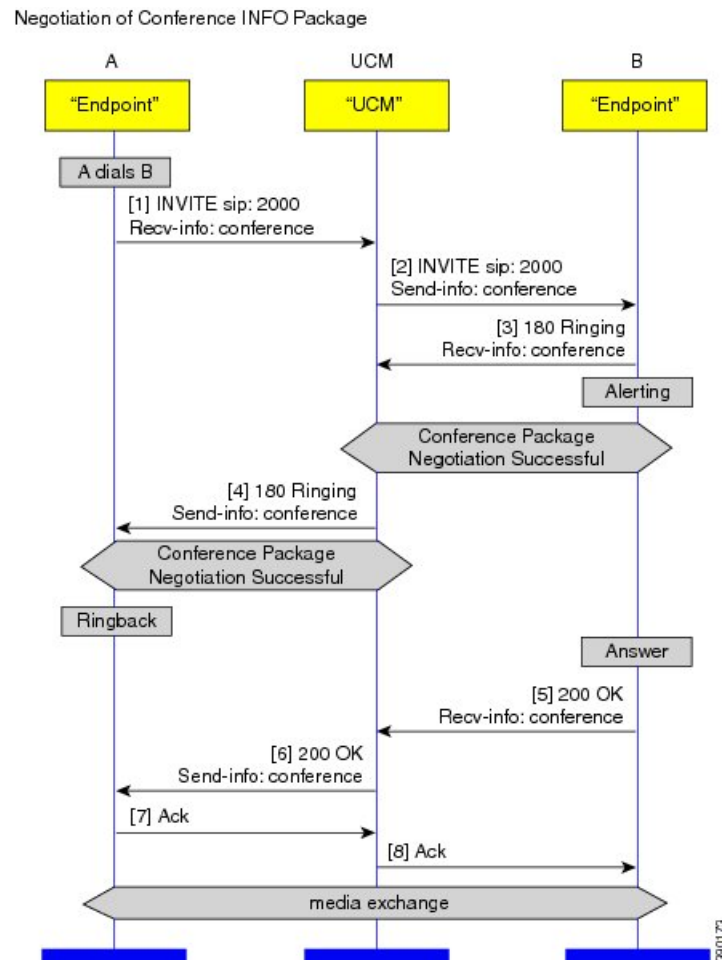 Negotiation of Conference INFO Package
A
UCM
B
“Endpoint”
“UCM”
“Endpoint”
A dials B
[1] INVITE sip: 2000
Recv-info: conference
[2] INVITE sip: 2000
Send-info: conference
[3] 180 Ringing
Recv-info: conference
Alerting
Conference Package
Negotiation Successful
[4] 180 Ringing
Send-info: conference
Conference Package
Negotiation Successful
Ringback
Answer
[5] 200 OK
Recv-info: conference
[6] 200 OK
Send-info: conference
[7] Ack
[8] Ack
media exchange